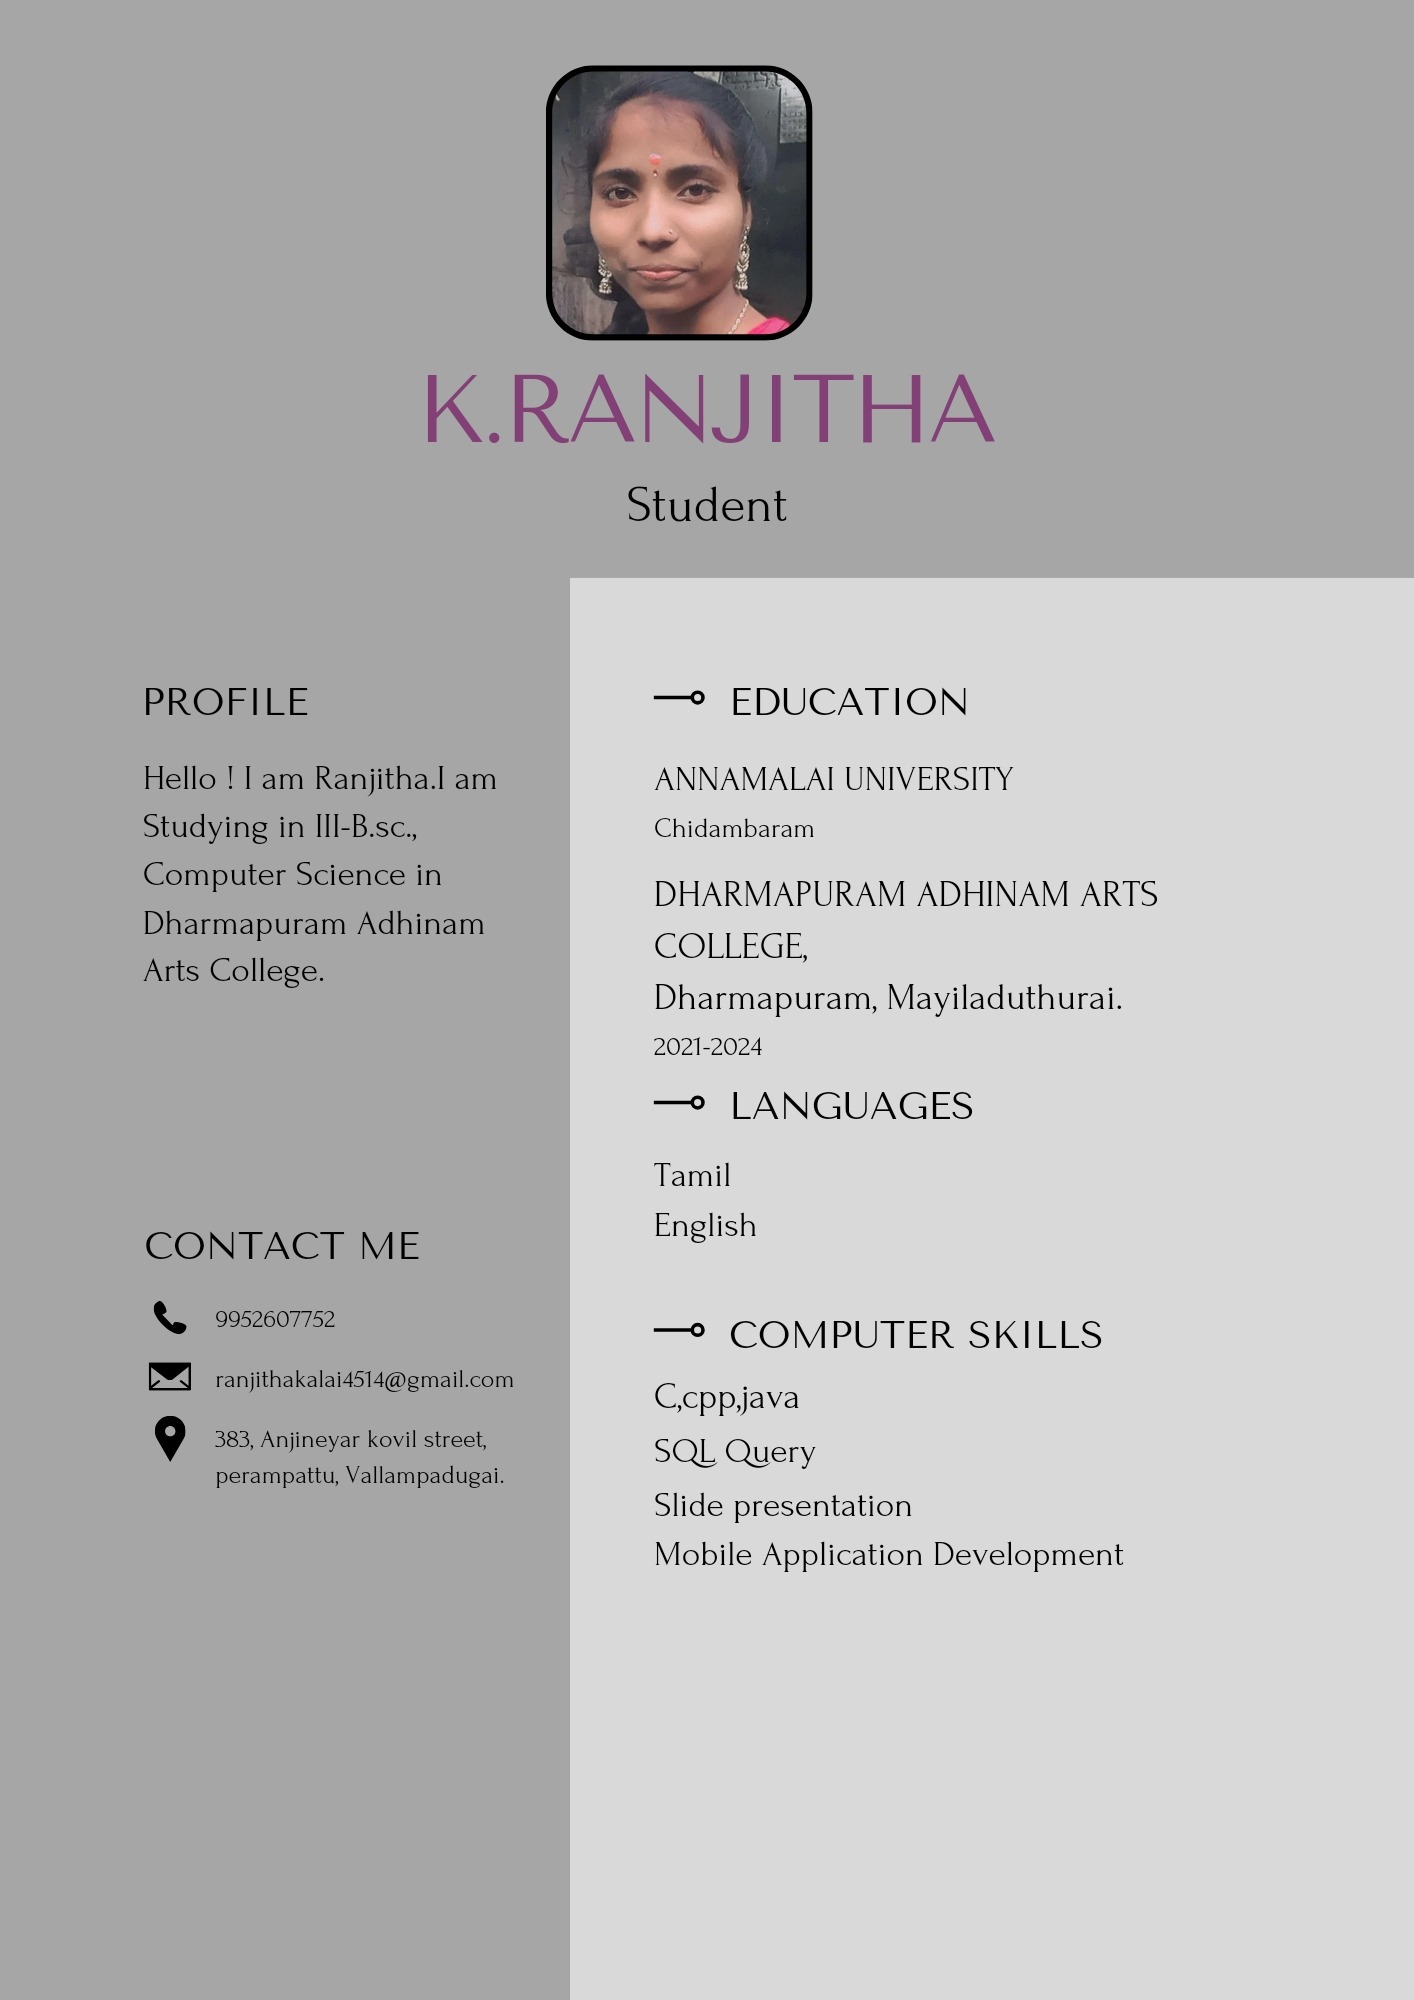 K.RANJITHA
Student
PROFILE
Hello ! I am Ranjitha.I am
Studying in III-B.sc.,
Computer Science in
Dharmapuram Adhinam
Arts College.
CONTACT ME
9952607752
ranjithakalai4514@gmail.com
383, Anjineyar kovil street,
perampattu, Vallampadugai.
EDUCATION
ANNAMALAI UNIVERSITY
Chidambaram
DHARMAPURAM ADHINAM ARTS
COLLEGE,
Dharmapuram, Mayiladuthurai.
2021-2024
LANGUAGES
Tamil
English
COMPUTER SKILLS
C,cpp,java
SQL Query
Slide presentation
Mobile Application Development